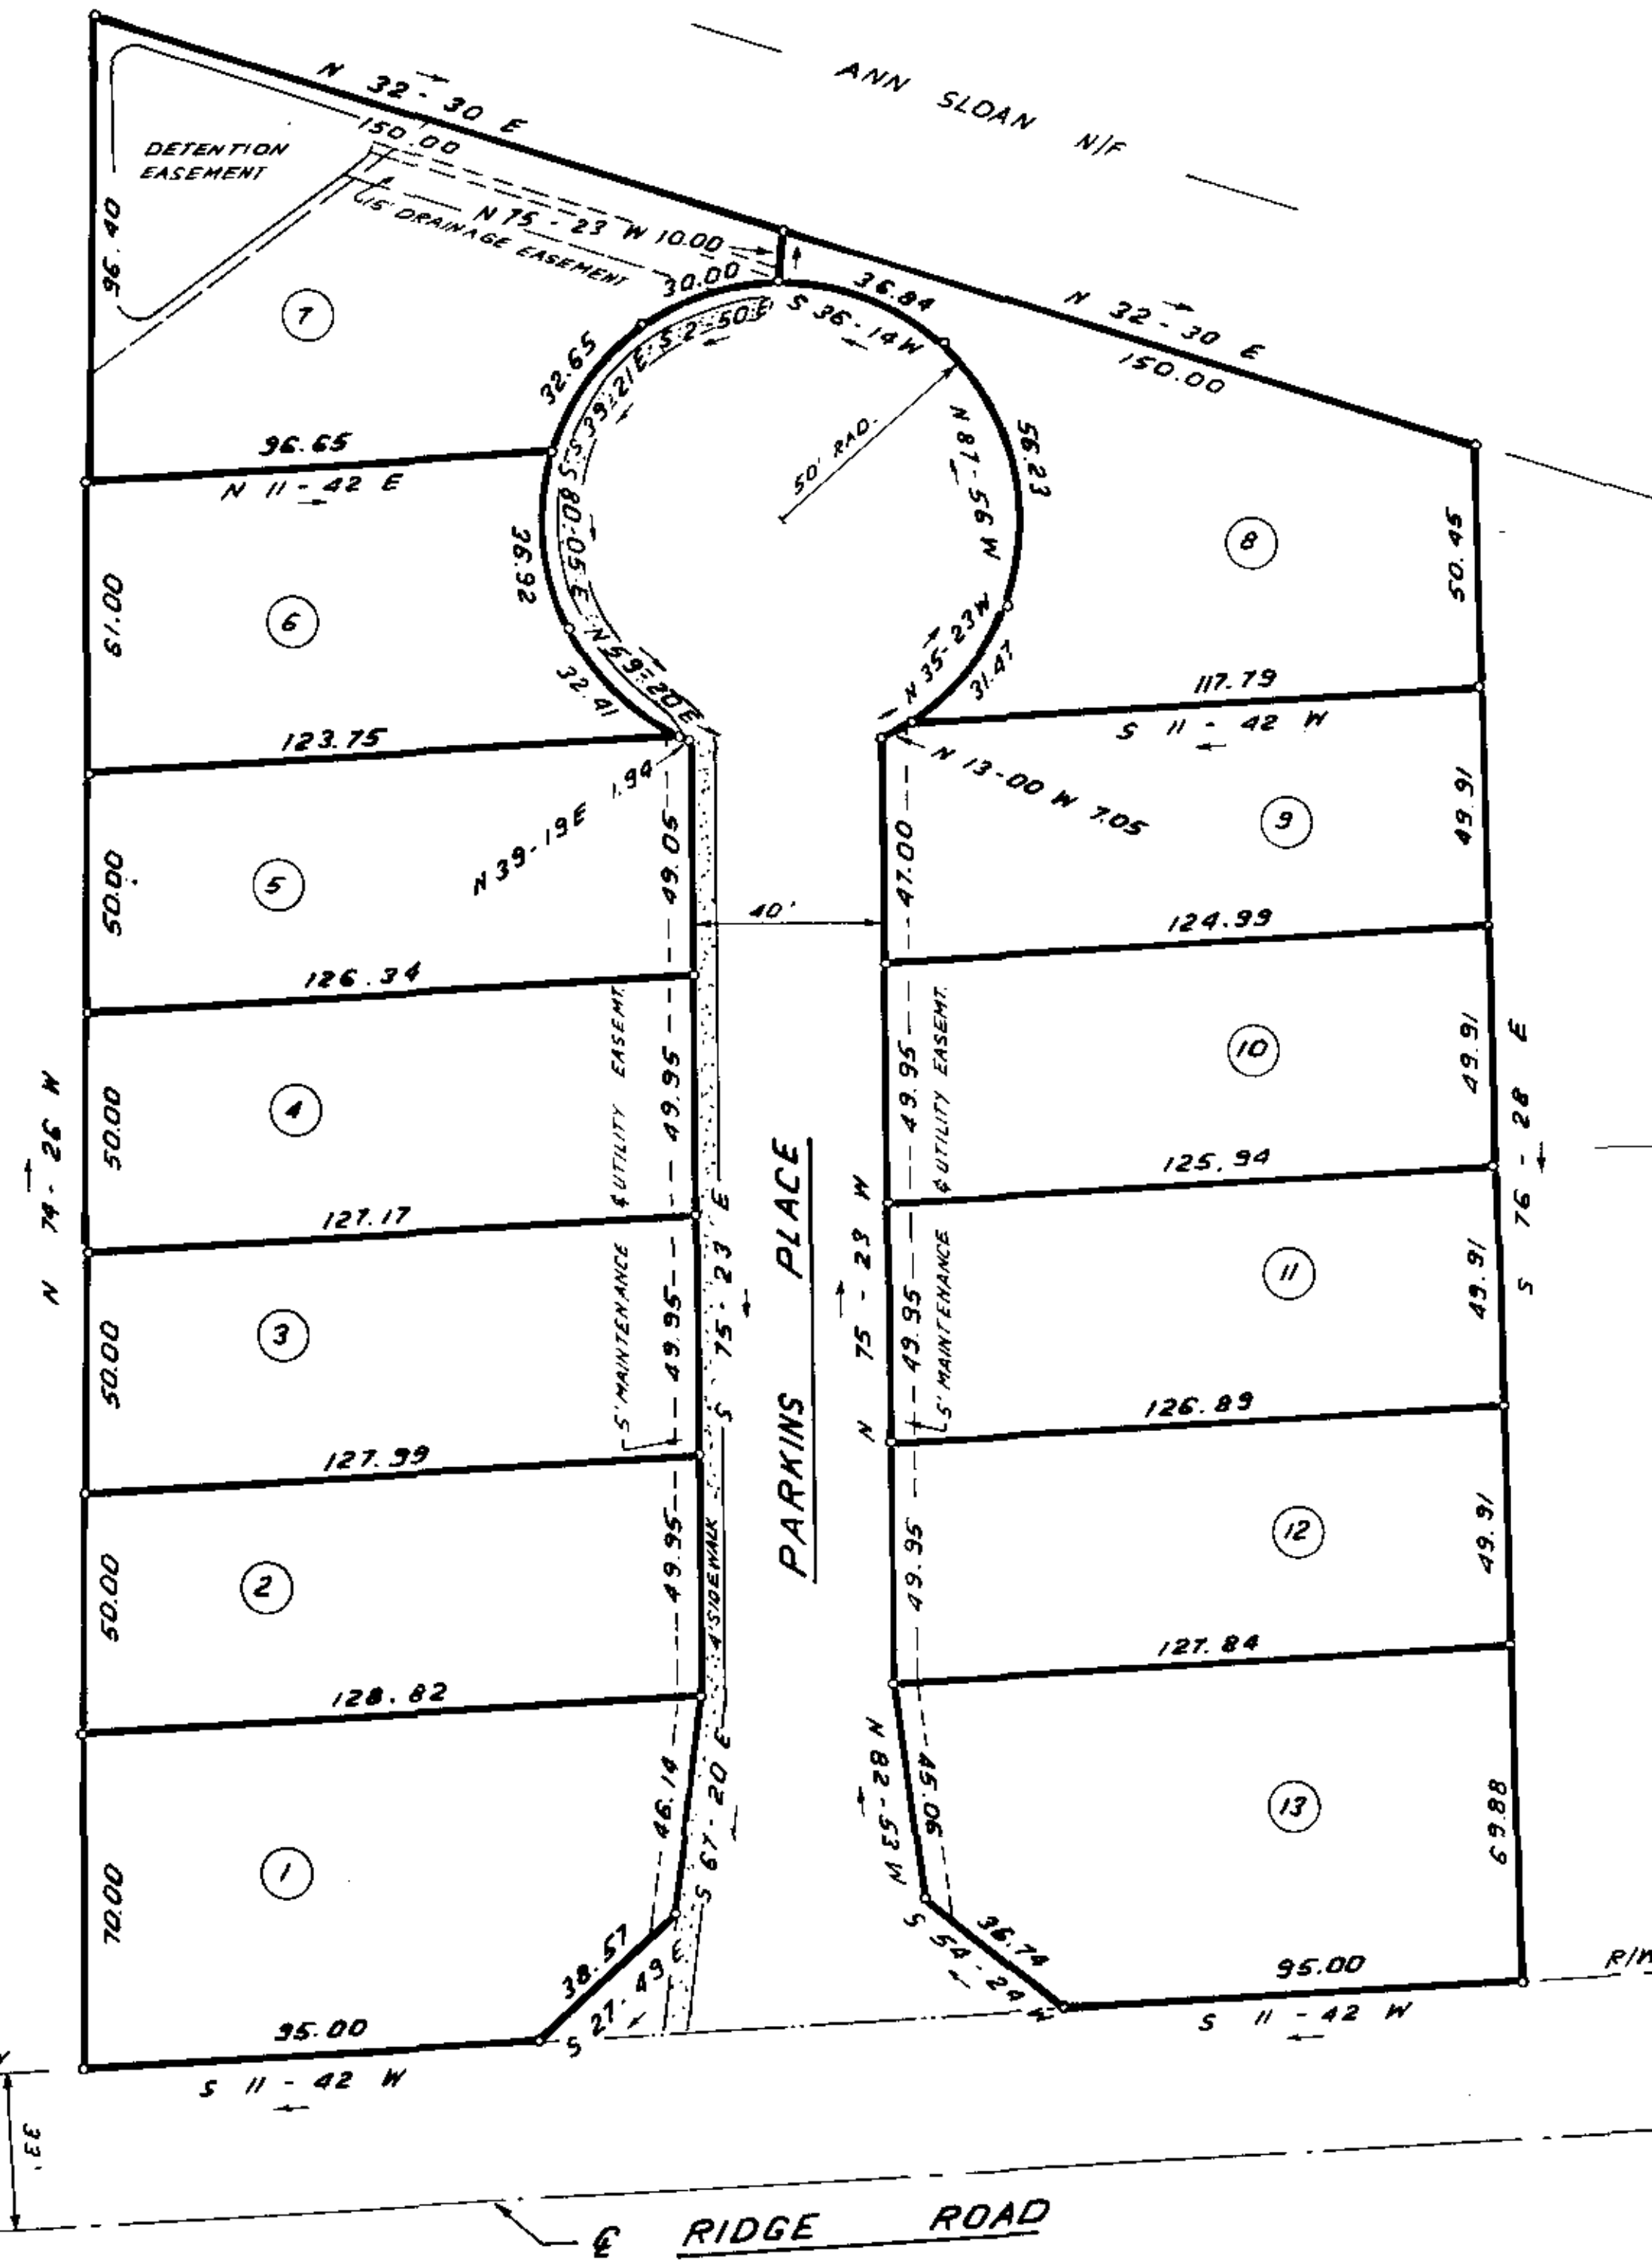 ANN SLOAN N/F
N 32-30 E
150.00
DETENTION
EASEMENT
15' DRAINAGE EASEMENT
N 75-23 W 10.00
96.40
7
30.00
32.65
S 2-50 E
S 39-21 E
36.84
S 36-14 W
N 32-30 E
150.00
50' RAD.
N 87-56 W
56.23
8
50.45
96.65
N 11-42 E
S 80-05 E
36.92
61.00
6
N 59-20 E
32.41
N 35-23 W
31.47
117.79
S 11-42 W
123.75
N 39-19 E 1.94
N 13-00 W 7.05
50.00
5
49.05
40'
47.00
9
49.91
126.34
124.99
50.00
4
49.95
49.95
10
49.91
127.17
125.94
N 74-26 W
5' MAINTENANCE & UTILITY EASEMT.
S 75-23 E
PARKINS PLACE
N 75-23 W
5' MAINTENANCE & UTILITY EASEMT.
S 76-28 E
50.00
3
49.95
49.95
11
49.91
127.99
126.89
50.00
2
49.95
4' SIDEWALK
49.95
12
49.91
128.82
127.84
70.00
1
46.14
S 67-20 E
N 82-53 W
45.06
13
69.88
38.57
S 27-49 E
36.74
S 54-24 W
95.00
S 11-42 W
95.00
S 11-42 W
R/W
33'
℄ RIDGE ROAD